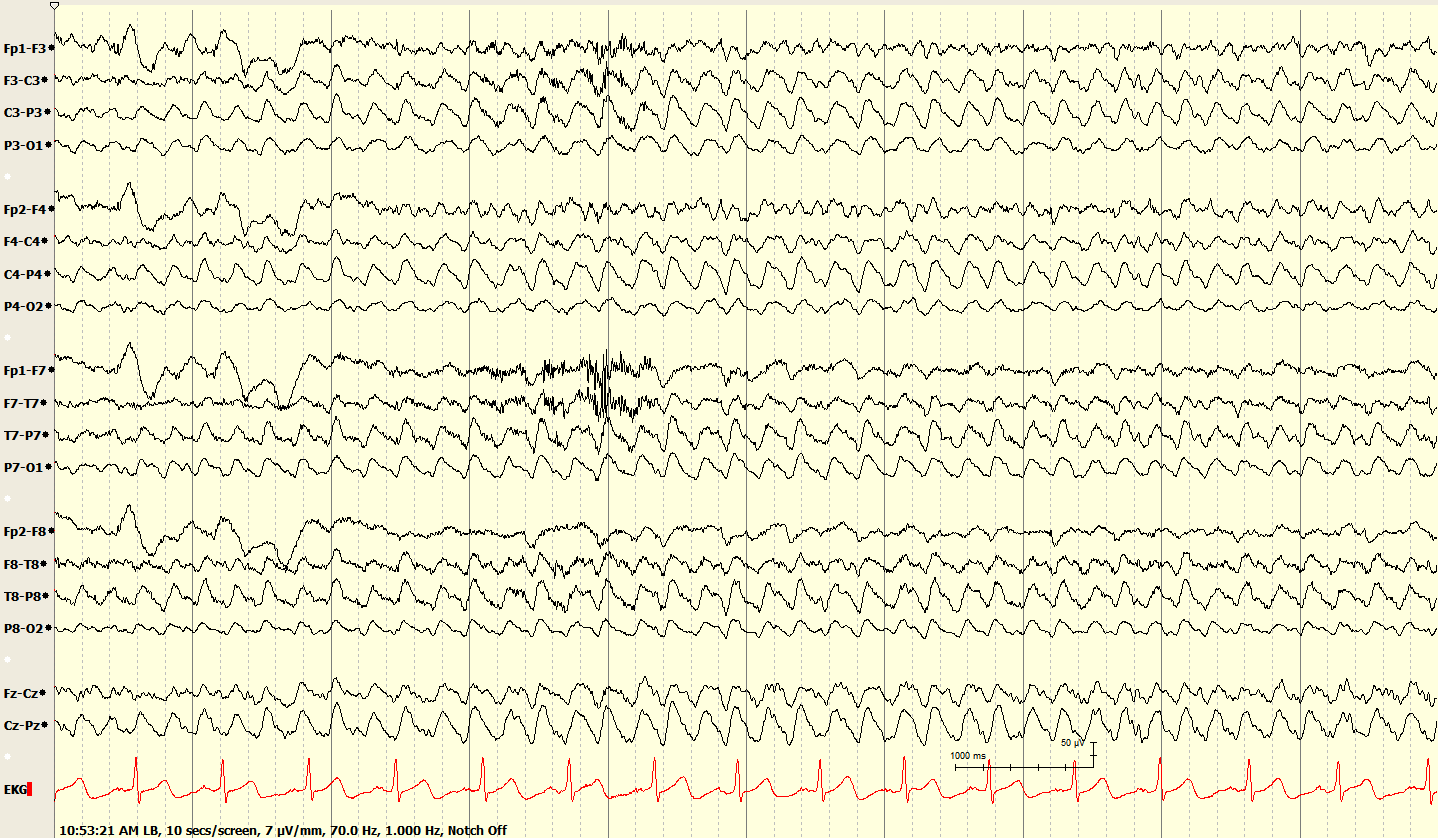 Fp1-F3
F3-C3
C3-P3
P3-O1
Fp2-F4
F4-C4
C4-P4
P4-O2
Fp1-F7
F7-T7
T7-P7
P7-O1
Fp2-F8
F8-T8
T8-P8
P8-O2
Fz-Cz
Cz-Pz
50 µV
1000 ms
EKG
10:53:21 AM LB, 10 secs/screen, 7 µV/mm, 70.0 Hz, 1.000 Hz, Notch Off